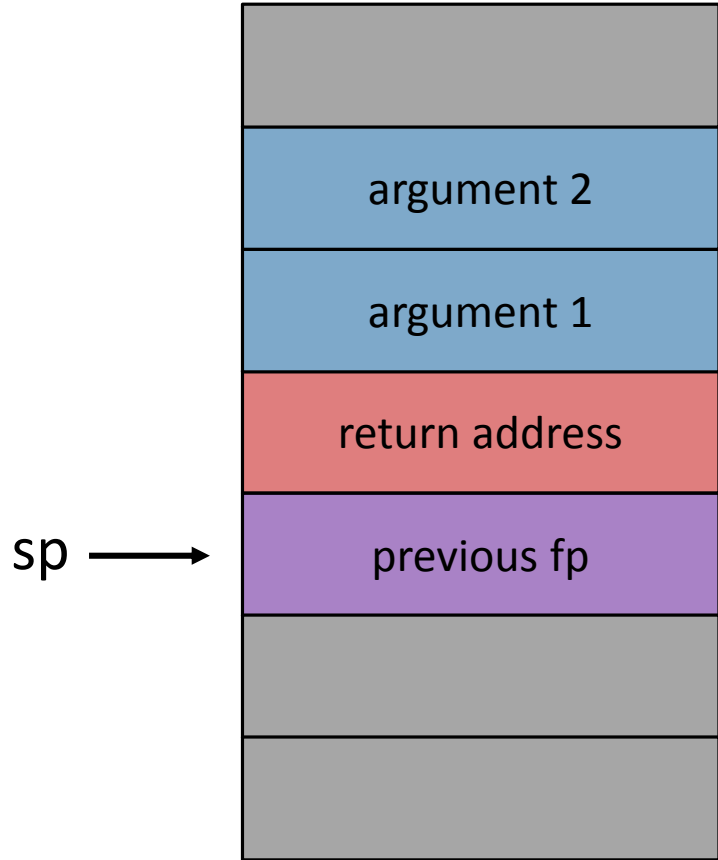 argument 2
argument 1
return address
sp
previous fp